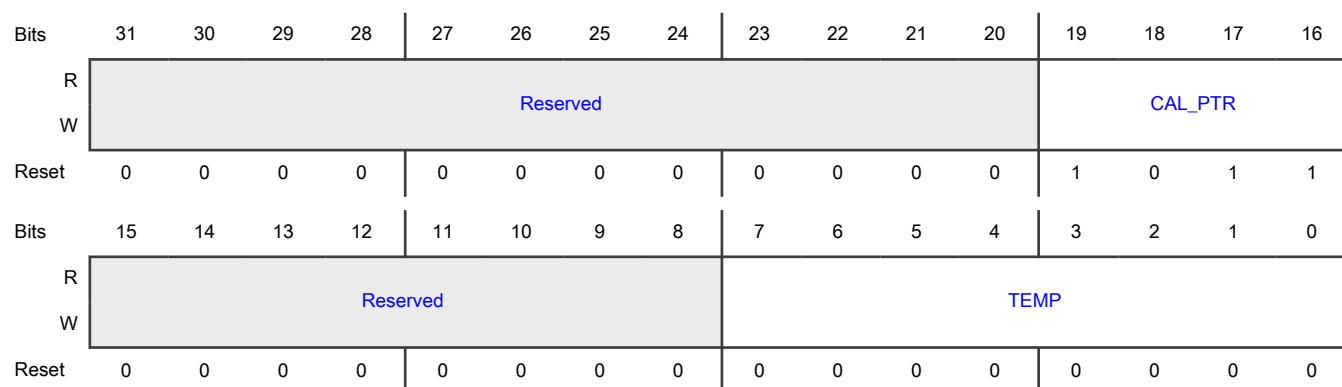 Bits 31 30 29 28 27 26 25 24 23 22 21 20 19 18 17 16
R
Reserved CAL_PTR
W
Reset 0 0 0 0 0 0 0 0 0 0 0 0 1 0 1 1
Bits 15 14 13 12 11 10 9 8 7 6 5 4 3 2 1 0
R
Reserved TEMP
W
Reset 0 0 0 0 0 0 0 0 0 0 0 0 0 0 0 0